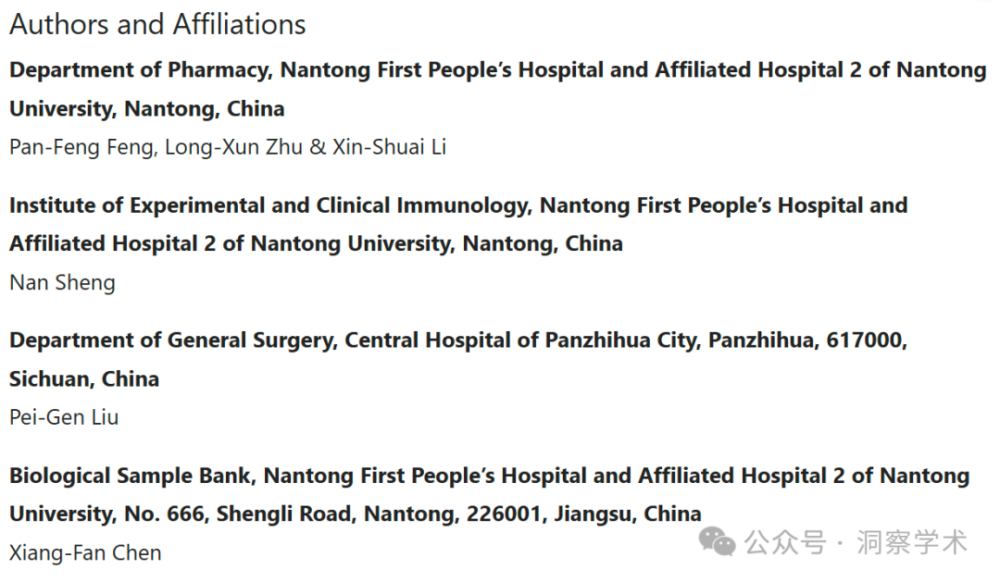 Authors and Affiliations
Department of Pharmacy, Nantong First People’s Hospital and Affiliated Hospital 2 of Nantong
University, Nantong, China
Pan-Feng Feng, Long-Xun Zhu & Xin-Shuai Li
Institute of Experimental and Clinical Immunology, Nantong First People’s Hospital and
Affiliated Hospital 2 of Nantong University, Nantong, China
Nan Sheng
Department of General Surgery, Central Hospital of Panzhihua City, Panzhihua, 617000,
Sichuan, China
Pei-Gen Liu
Biological Sample Bank, Nantong First People’s Hospital and Affiliated Hospital 2 of Nantong
University, No. 666, Shengli Road, Nantong, 226001, Jiangsu, China
Xiang-Fan Chen
公众号 · 洞察学术